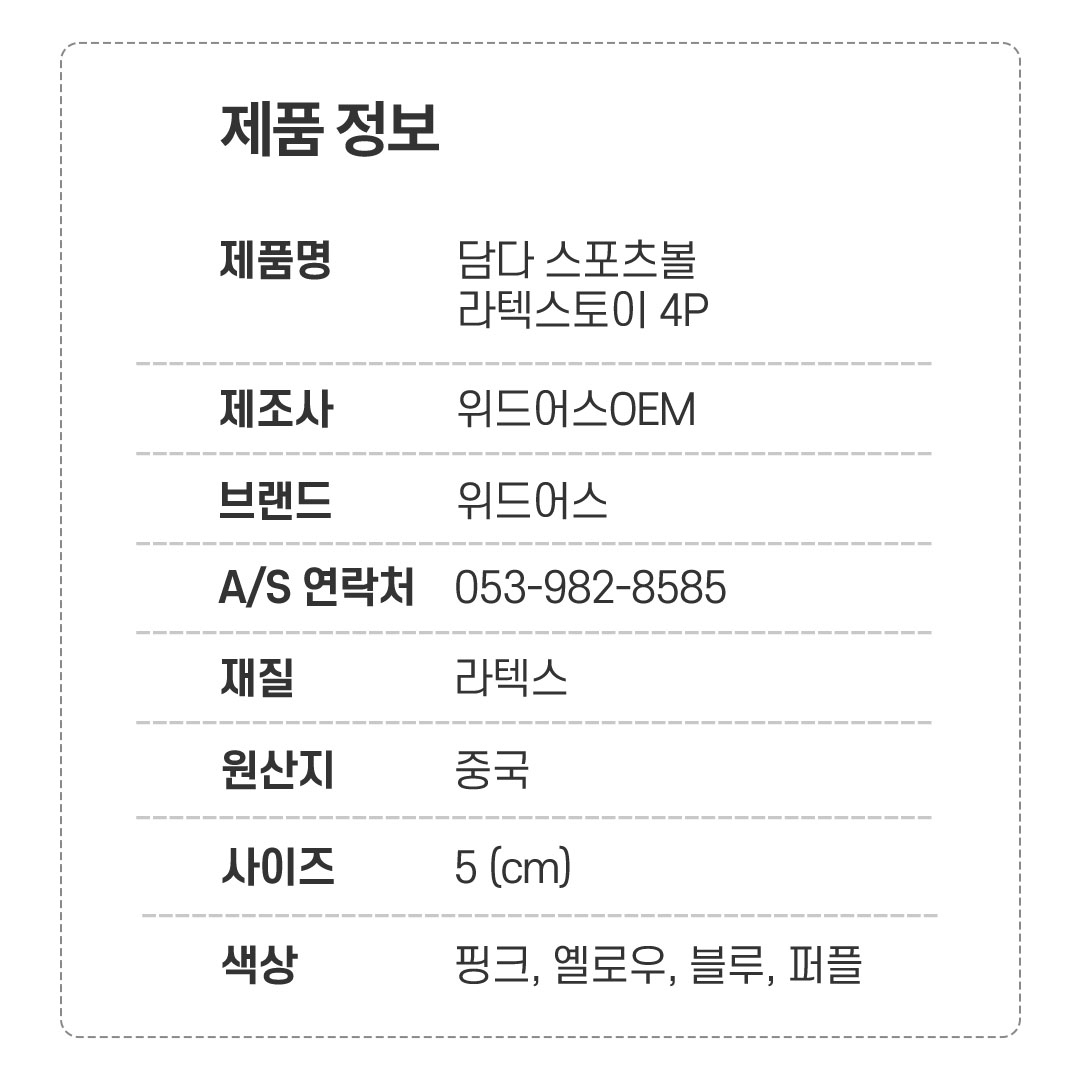 제품 정보
제품명 담다 스포츠볼
라텍스토이 4P
제조사 위드어스OEM
브랜드 위드어스
A/S 연락처 053-982-8585
재질 라텍스
원산지 중국
사이즈 5 (cm)
색상 핑크, 옐로우, 블루, 퍼플